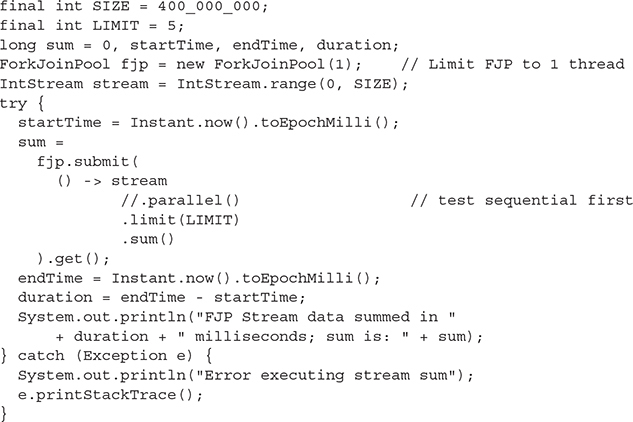 final int SIZE = 400_000_000;
final int LIMIT = 5;
long sum = 0, startTime, endTime, duration;
ForkJoinPool fjp = new ForkJoinPool(1);    // Limit FJP to 1 thread
IntStream stream = IntStream.range(0, SIZE);
try {
  startTime = Instant.now().toEpochMilli();
  sum =
    fjp.submit(
      () -> stream
            //.parallel()                 // test sequential first
            .limit(LIMIT)
            .sum()
    ).get();
  endTime = Instant.now().toEpochMilli();
  duration = endTime - startTime;
  System.out.println("FJP Stream data summed in "
      + duration + " milliseconds; sum is: " + sum);
} catch (Exception e) {
  System.out.println("Error executing stream sum");
  e.printStackTrace();
}